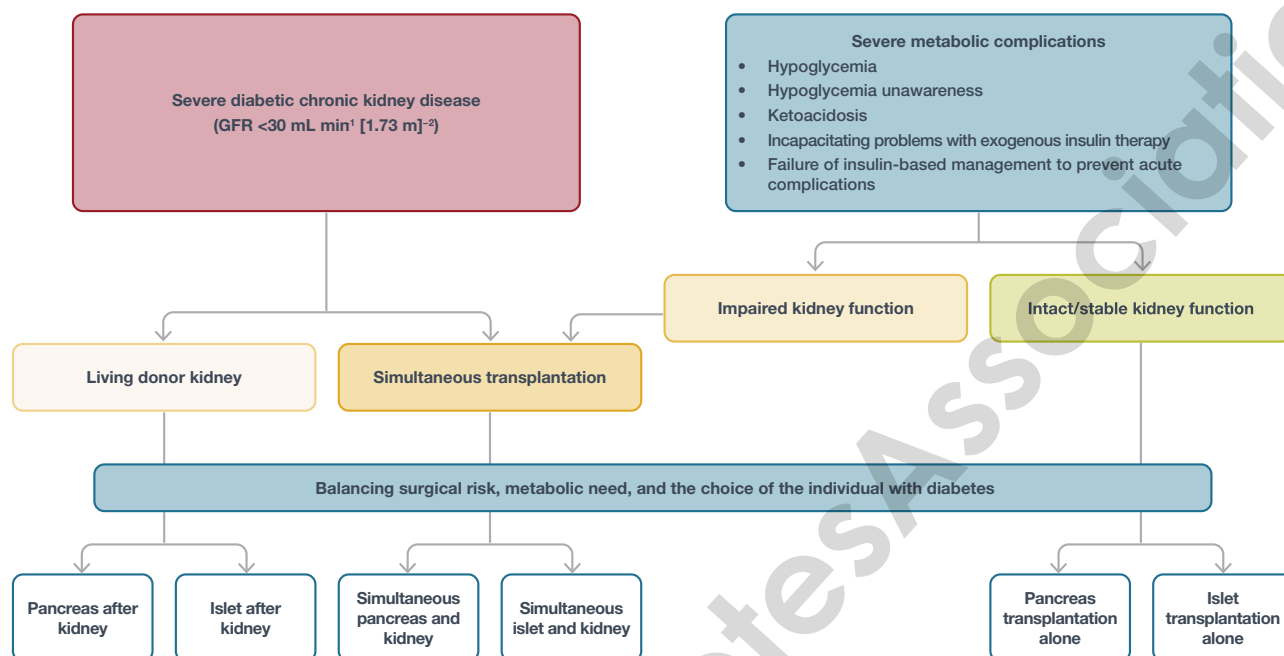 Severe diabetic chronic kidney disease
(GFR <30 mL min¹ [1.73 m]⁻²)
Severe metabolic complications
• Hypoglycemia
• Hypoglycemia unawareness
• Ketoacidosis
• Incapacitating problems with exogenous insulin therapy
• Failure of insulin-based management to prevent acute
complications
Impaired kidney function
Intact/stable kidney function
Living donor kidney
Simultaneous transplantation
Balancing surgical risk, metabolic need, and the choice of the individual with diabetes
Pancreas after
kidney
Islet after
kidney
Simultaneous
pancreas and
kidney
Simultaneous
islet and kidney
Pancreas
transplantation
alone
Islet
transplantation
alone